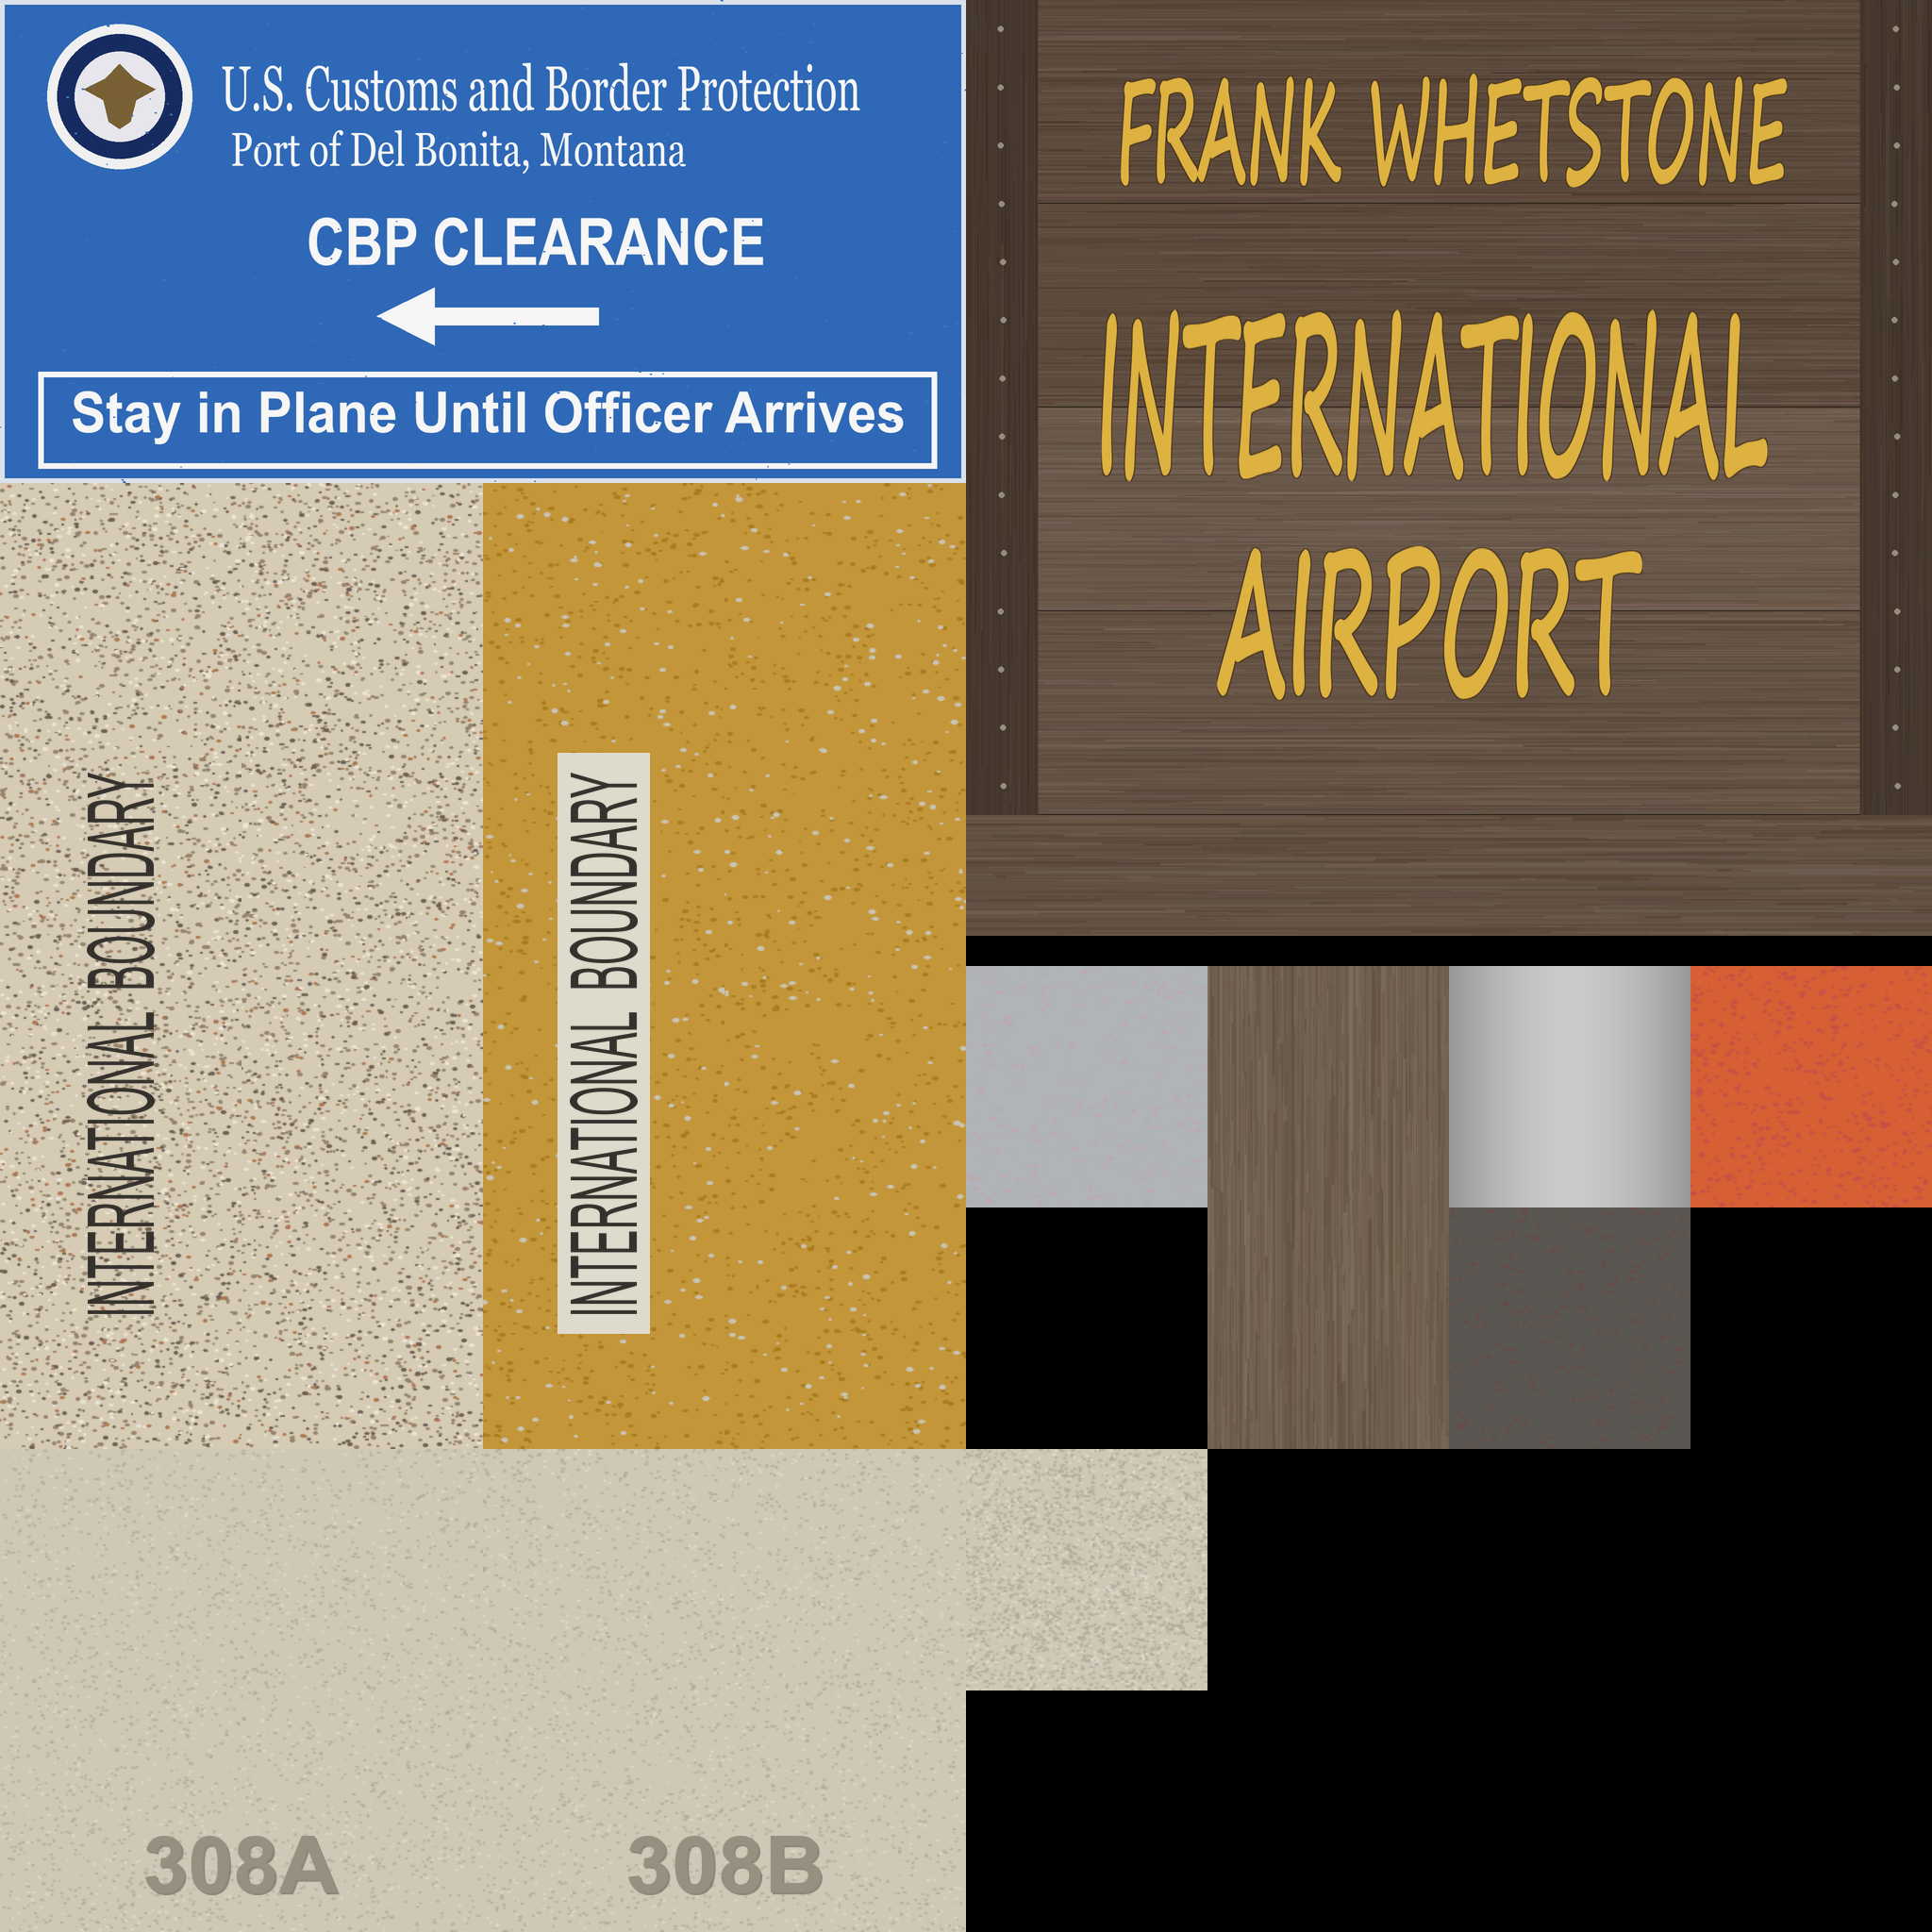 U.S. Customs and Border Protection
Port of Del Bonita, Montana
CBP CLEARANCE
Stay in Plane Until Officer Arrives
FRANK WHETSTONE
INTERNATIONAL
AIRPORT
INTERNATIONAL BOUNDARY
INTERNATIONAL BOUNDARY
308A
308B